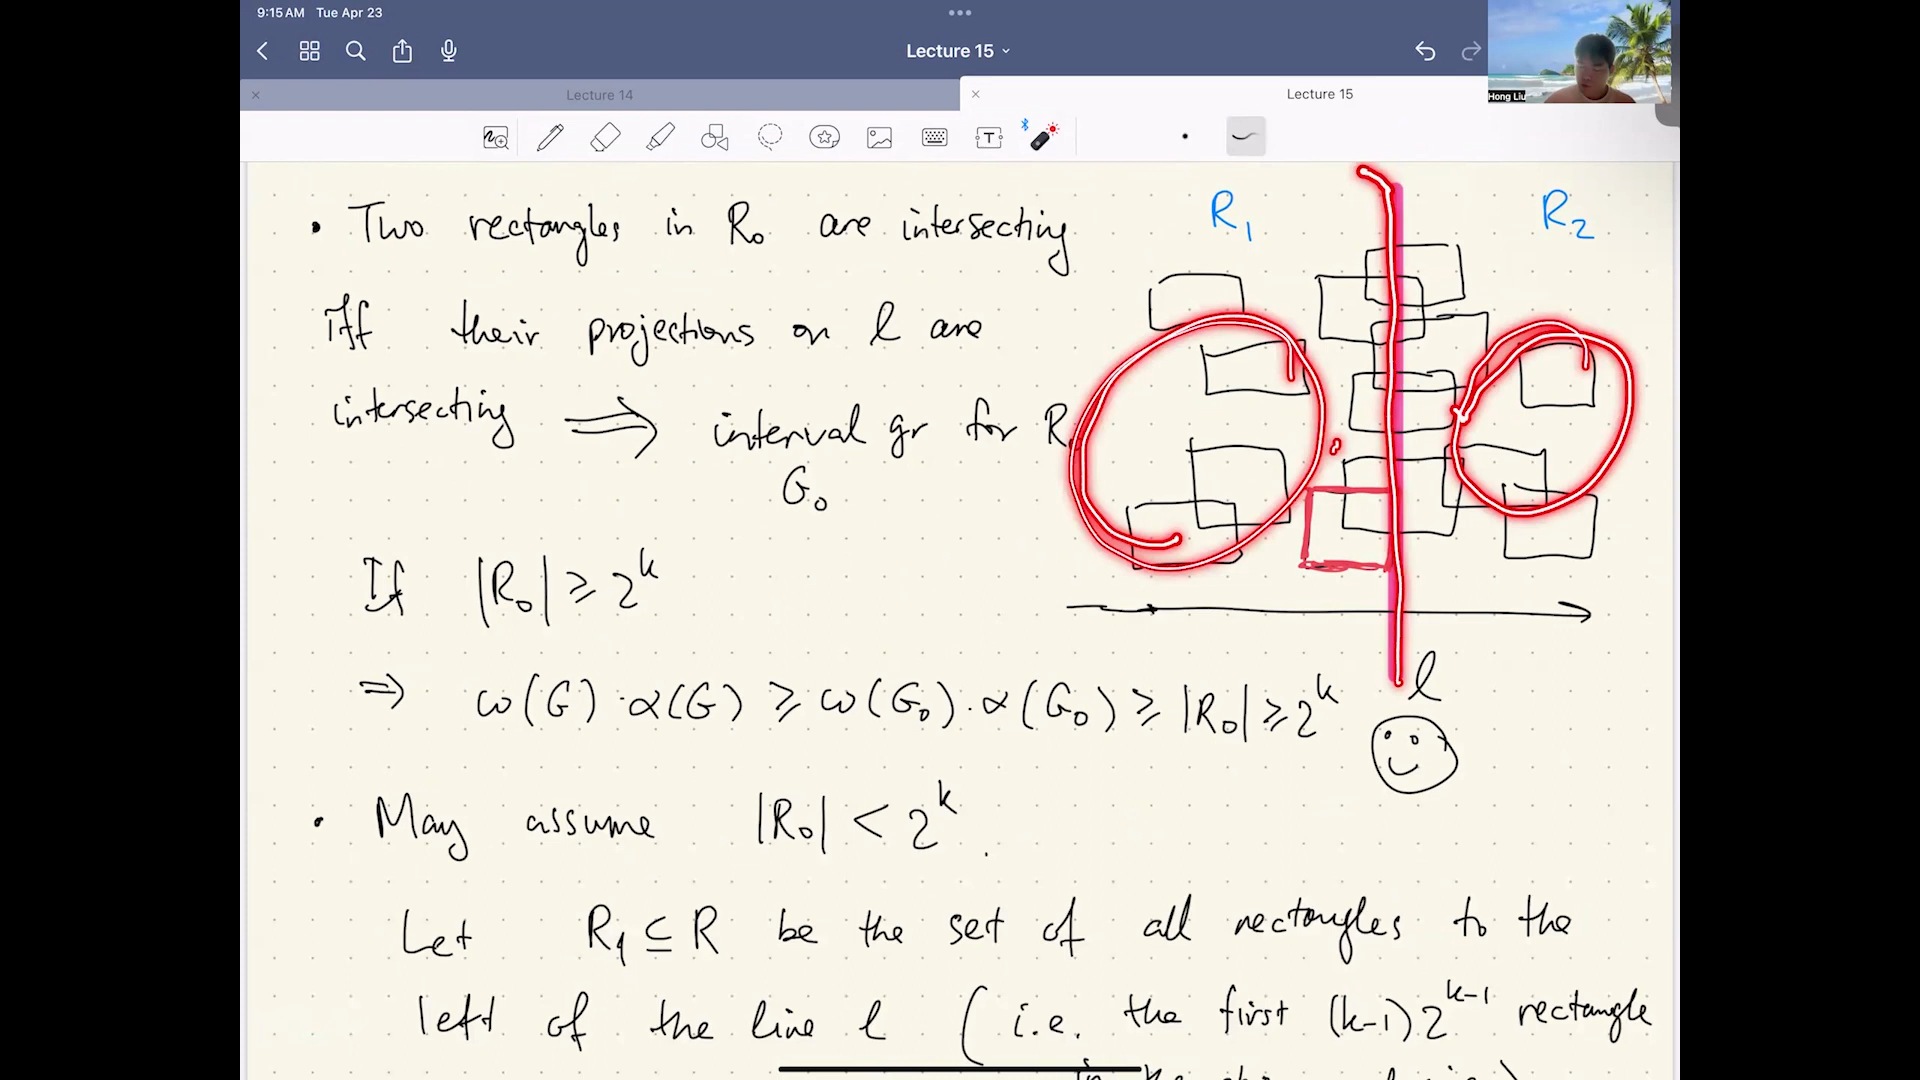 9:15 AM Tue Apr 23
Lecture 15
Lecture 14
Lecture 15
Hong Liu
• Two rectangles in R₀ are intersecting
iff their projections on l are
intersecting ⟹ interval gr for R
G₀
If |R₀| ⩾ 2^k
⇒ ω(G) · α(G) ⩾ ω(G₀) · α(G₀) ⩾ |R₀| ⩾ 2^k
• May assume |R₀| < 2^k .
Let R₁ ⊆ R be the set of all rectangles to the
left of the line l ( i.e. the first (k-1) 2^{k-1} rectangle
R₁
R₂
l